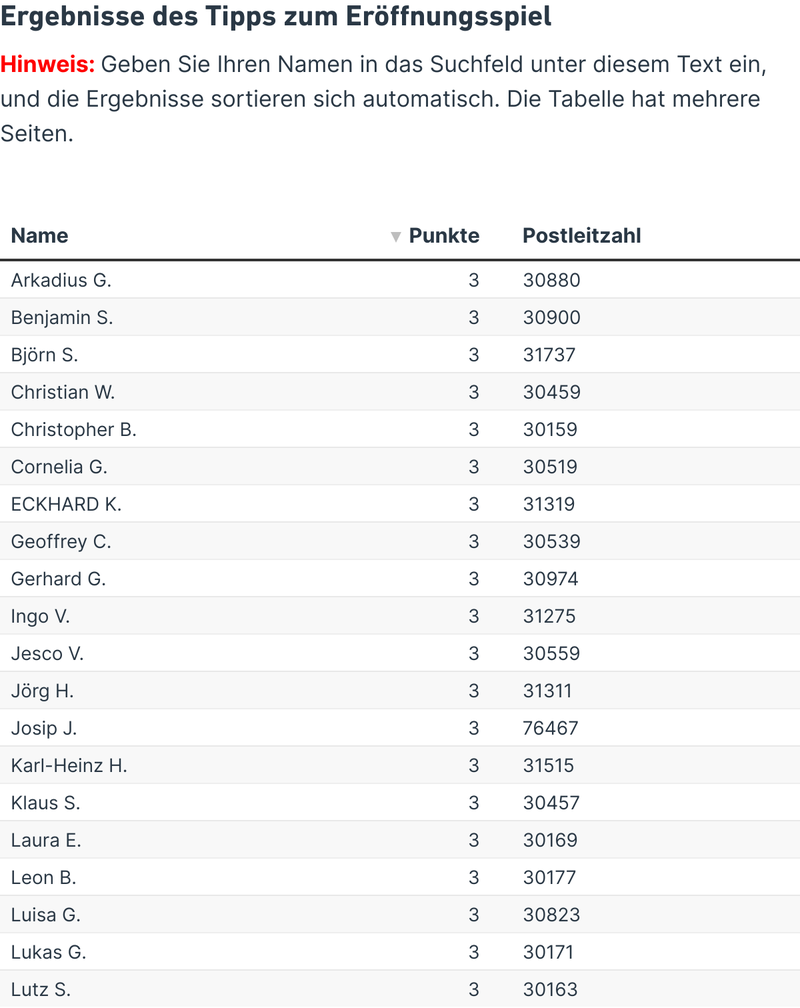 Ergebnisse des Tipps zum Eröffnungsspiel
Hinweis: Geben Sie Ihren Namen in das Suchfeld unter diesem Text ein,
und die Ergebnisse sortieren sich automatisch. Die Tabelle hat mehrere
Seiten.
Name ▼ Punkte Postleitzahl
Arkadius G. 3 30880
Benjamin S. 3 30900
Björn S. 3 31737
Christian W. 3 30459
Christopher B. 3 30159
Cornelia G. 3 30519
ECKHARD K. 3 31319
Geoffrey C. 3 30539
Gerhard G. 3 30974
Ingo V. 3 31275
Jesco V. 3 30559
Jörg H. 3 31311
Josip J. 3 76467
Karl-Heinz H. 3 31515
Klaus S. 3 30457
Laura E. 3 30169
Leon B. 3 30177
Luisa G. 3 30823
Lukas G. 3 30171
Lutz S. 3 30163